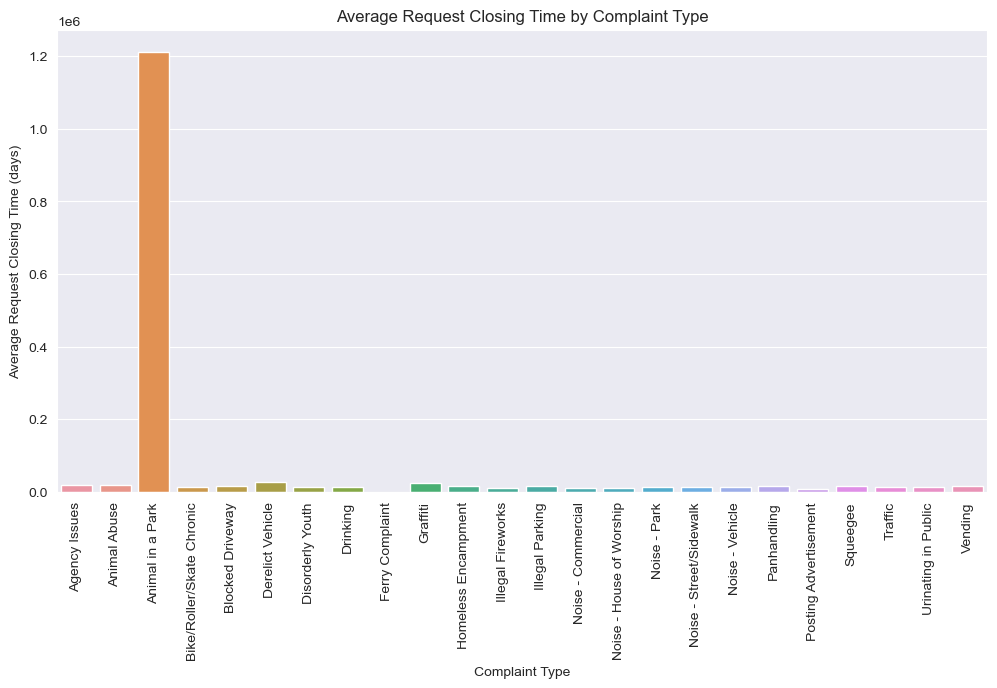 Average Request Closing Time by Complaint Type
1e6
1.2
1.0
0.8
0.6
0.4
0.2
0.0
Average Request Closing Time (days)
Agency Issues
Animal Abuse
Animal in a Park
Bike/Roller/Skate Chronic
Blocked Driveway
Derelict Vehicle
Disorderly Youth
Drinking
Ferry Complaint
Graffiti
Homeless Encampment
Illegal Fireworks
Illegal Parking
Noise - Commercial
Noise - House of Worship
Noise - Park
Noise - Street/Sidewalk
Noise - Vehicle
Panhandling
Posting Advertisement
Squeegee
Traffic
Urinating in Public
Vending
Complaint Type